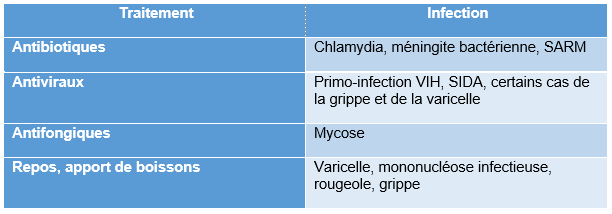 Traitement Infection
Antibiotiques Chlamydia, méningite bactérienne, SARM
Antiviraux Primo-infection VIH, SIDA, certains cas de
la grippe et de la varicelle
Antifongiques Mycose
Repos, apport de boissons Varicelle, mononucléose infectieuse,
rougeole, grippe